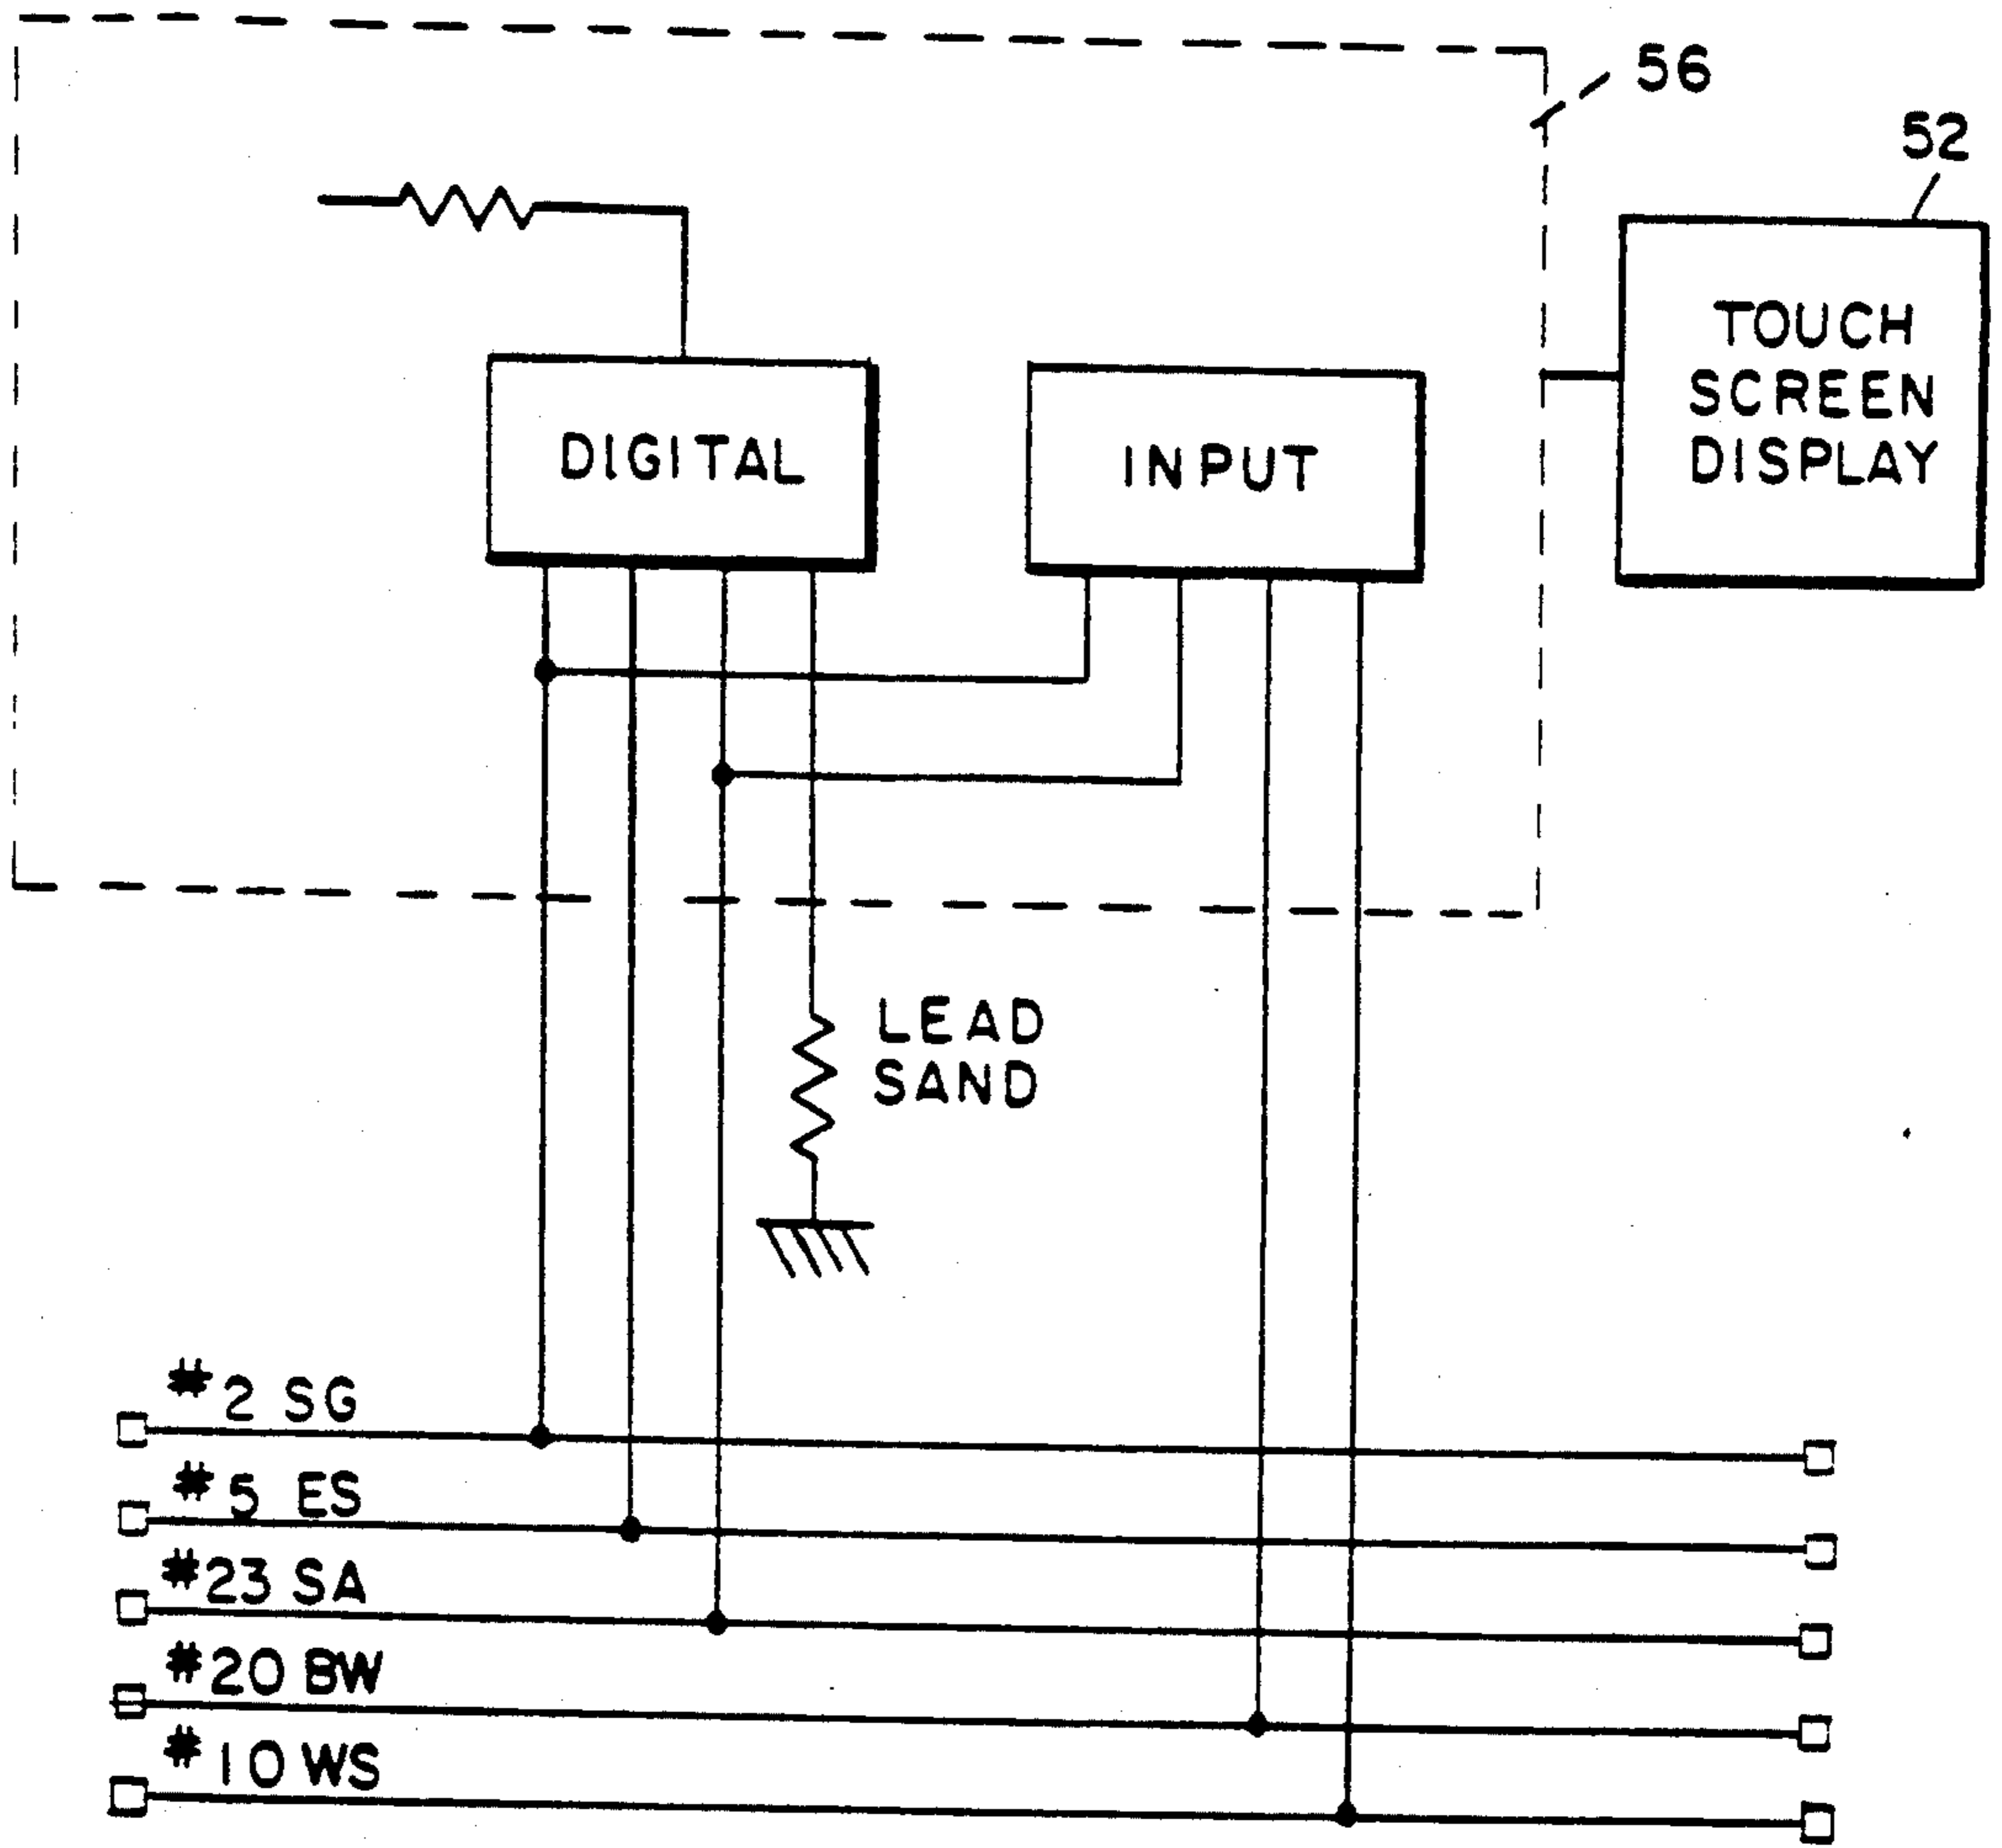 56
52
TOUCH
SCREEN
DISPLAY
DIGITAL
INPUT
LEAD
SAND
#2 SG
#5 ES
#23 SA
#20 BW
#10 WS